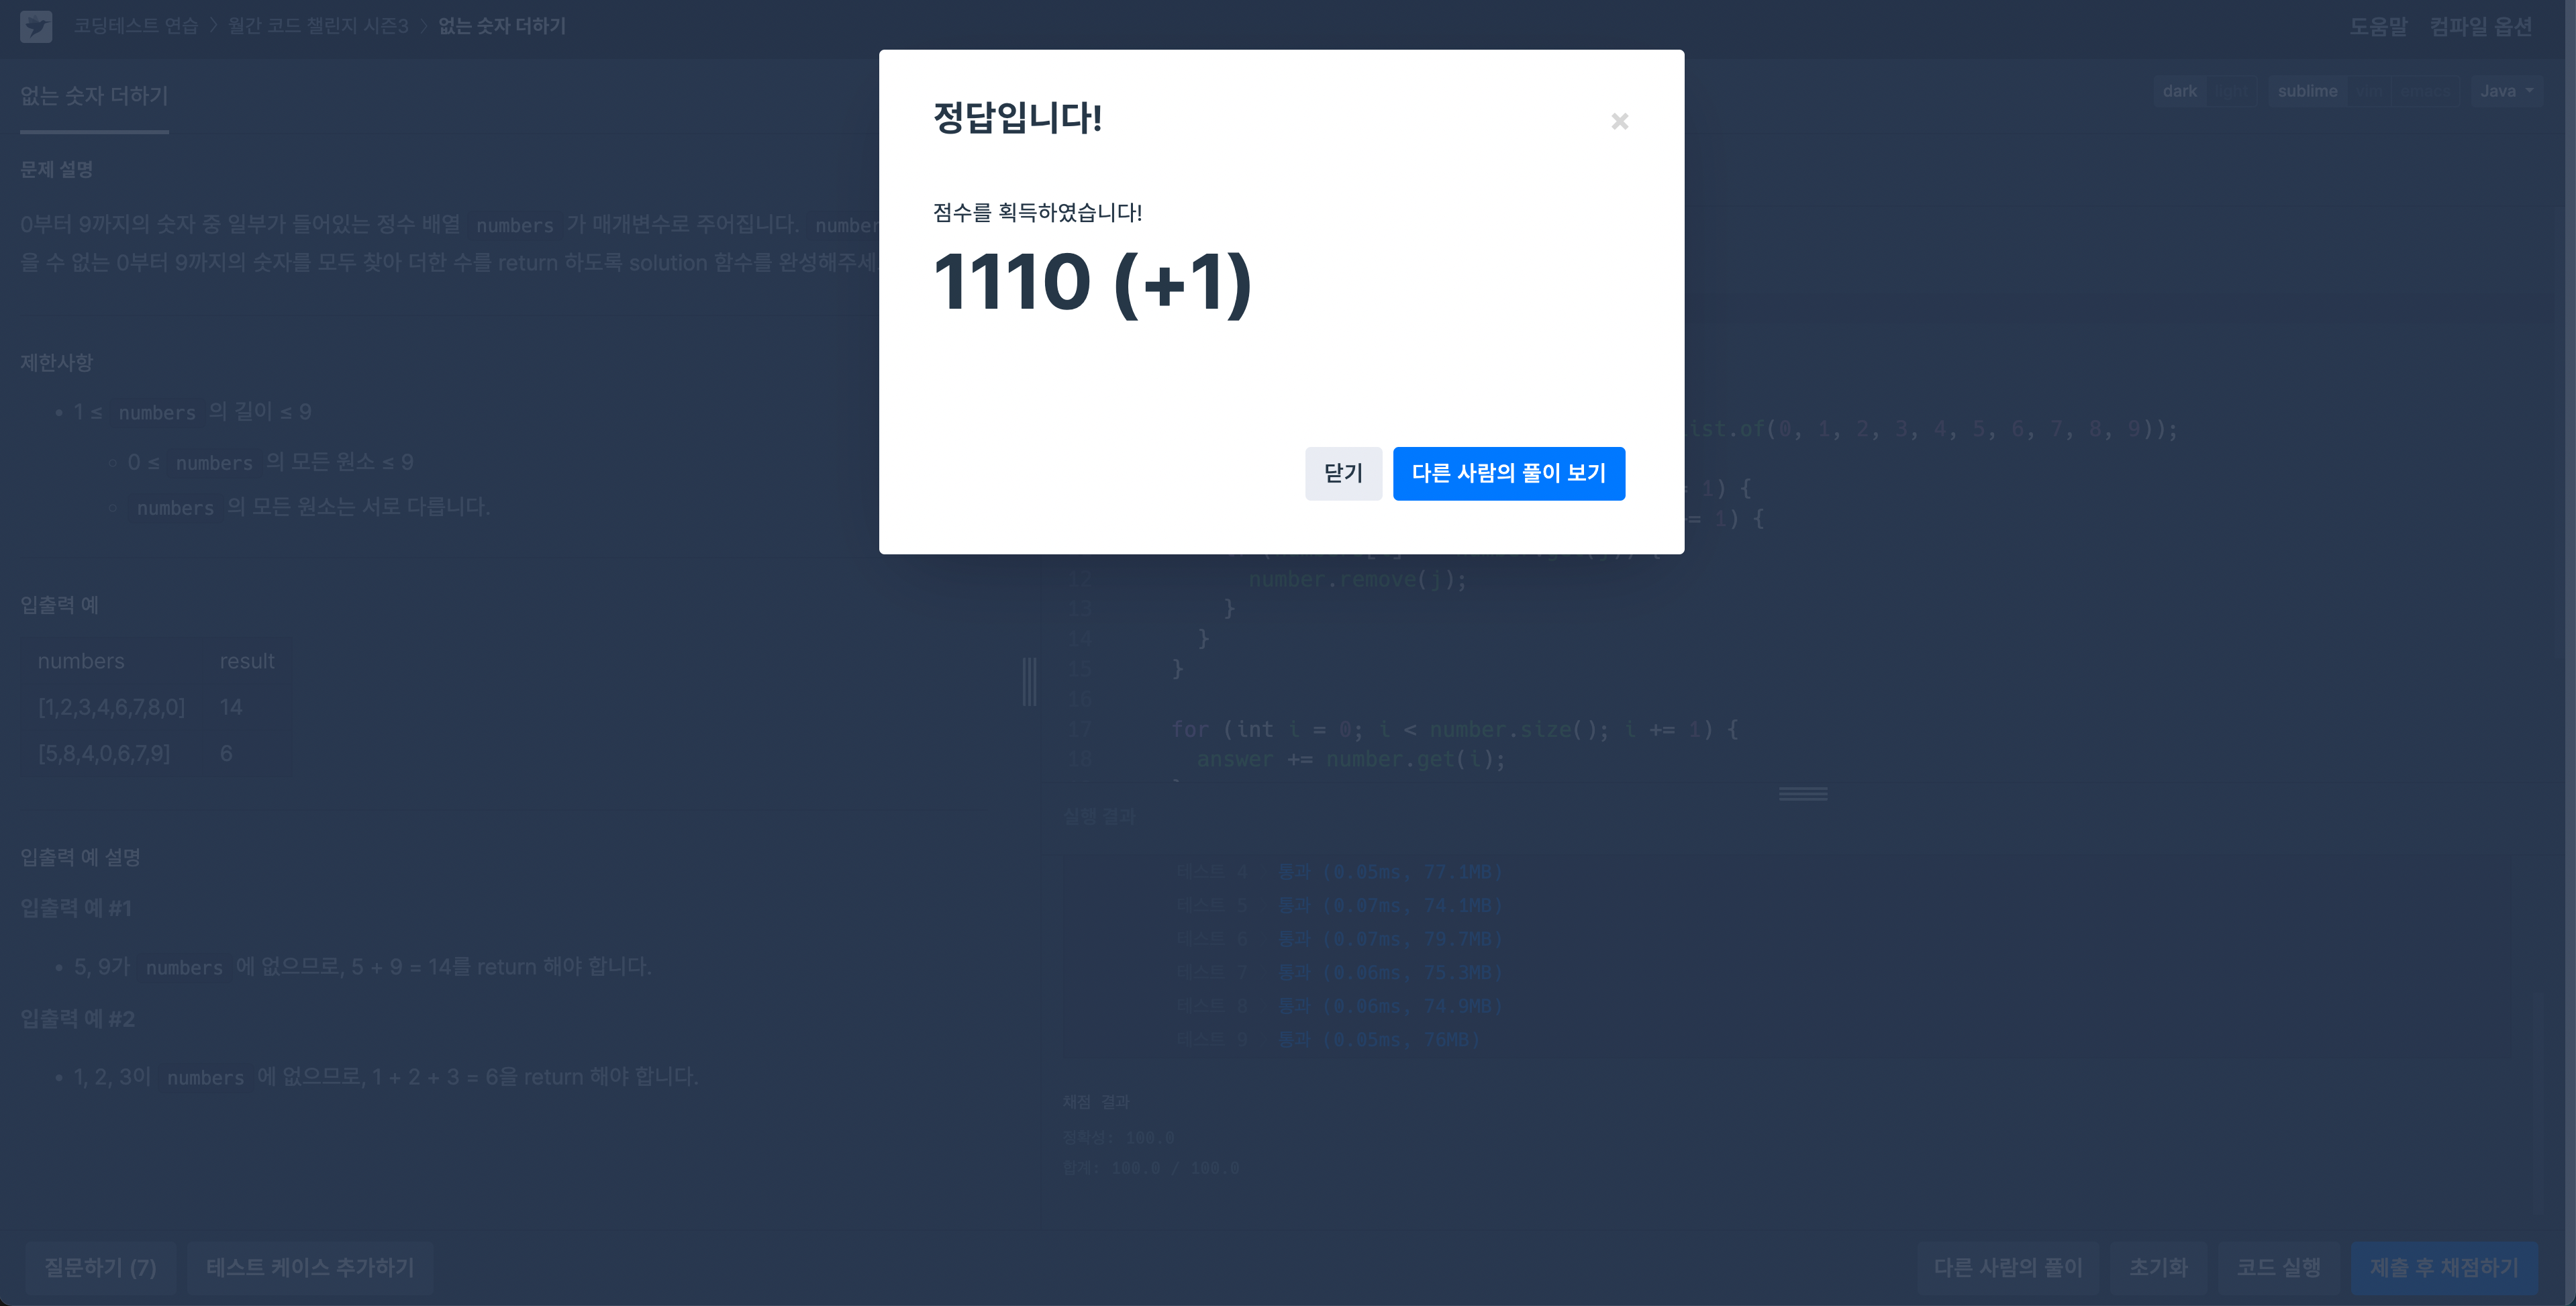 코딩테스트 연습 > 월간 코드 챌린지 시즌3 > 없는 숫자 더하기
도움말 컴파일 옵션
없는 숫자 더하기
dark light sublime vim emacs Java
정답입니다!
×
점수를 획득하였습니다!
1110 (+1)
닫기 다른 사람의 풀이 보기
문제 설명
0부터 9까지의 숫자 중 일부가 들어있는 정수 배열 numbers 가 매개변수로 주어집니다. number
을 수 없는 0부터 9까지의 숫자를 모두 찾아 더한 수를 return 하도록 solution 함수를 완성해주세
제한사항
• 1 ≤ numbers 의 길이 ≤ 9
◦ 0 ≤ numbers 의 모든 원소 ≤ 9
◦ numbers 의 모든 원소는 서로 다릅니다.
입출력 예
numbers result
[1,2,3,4,6,7,8,0] 14
[5,8,4,0,6,7,9] 6
입출력 예 설명
입출력 예 #1
• 5, 9가 numbers 에 없으므로, 5 + 9 = 14를 return 해야 합니다.
입출력 예 #2
• 1, 2, 3이 numbers 에 없으므로, 1 + 2 + 3 = 6을 return 해야 합니다.
ist.of(0, 1, 2, 3, 4, 5, 6, 7, 8, 9));
= 1) {
= 1) {
12 number.remove(j);
13 }
14 }
15 }
16
17 for (int i = 0; i < number.size(); i += 1) {
18 answer += number.get(i);
실행 결과
테스트 4 통과 (0.05ms, 77.1MB)
테스트 5 통과 (0.07ms, 74.1MB)
테스트 6 통과 (0.07ms, 79.7MB)
테스트 7 통과 (0.06ms, 75.3MB)
테스트 8 통과 (0.06ms, 74.9MB)
테스트 9 통과 (0.05ms, 76MB)
채점 결과
정확성: 100.0
합계: 100.0 / 100.0
질문하기 (7) 테스트 케이스 추가하기 다른 사람의 풀이 초기화 코드 실행 제출 후 채점하기